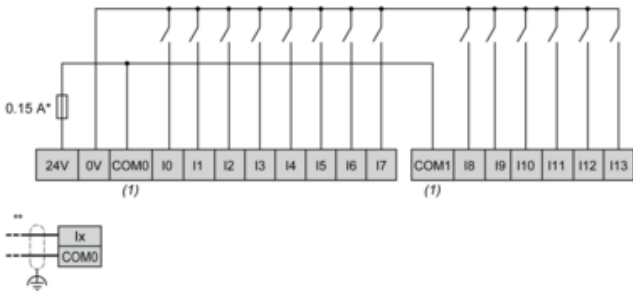 0.15 A*
24V 0V COM0 I0 I1 I2 I3 I4 I5 I6 I7 COM1 I8 I9 I10 I11 I12 I13
(1) (1)
**
Ix
COM0